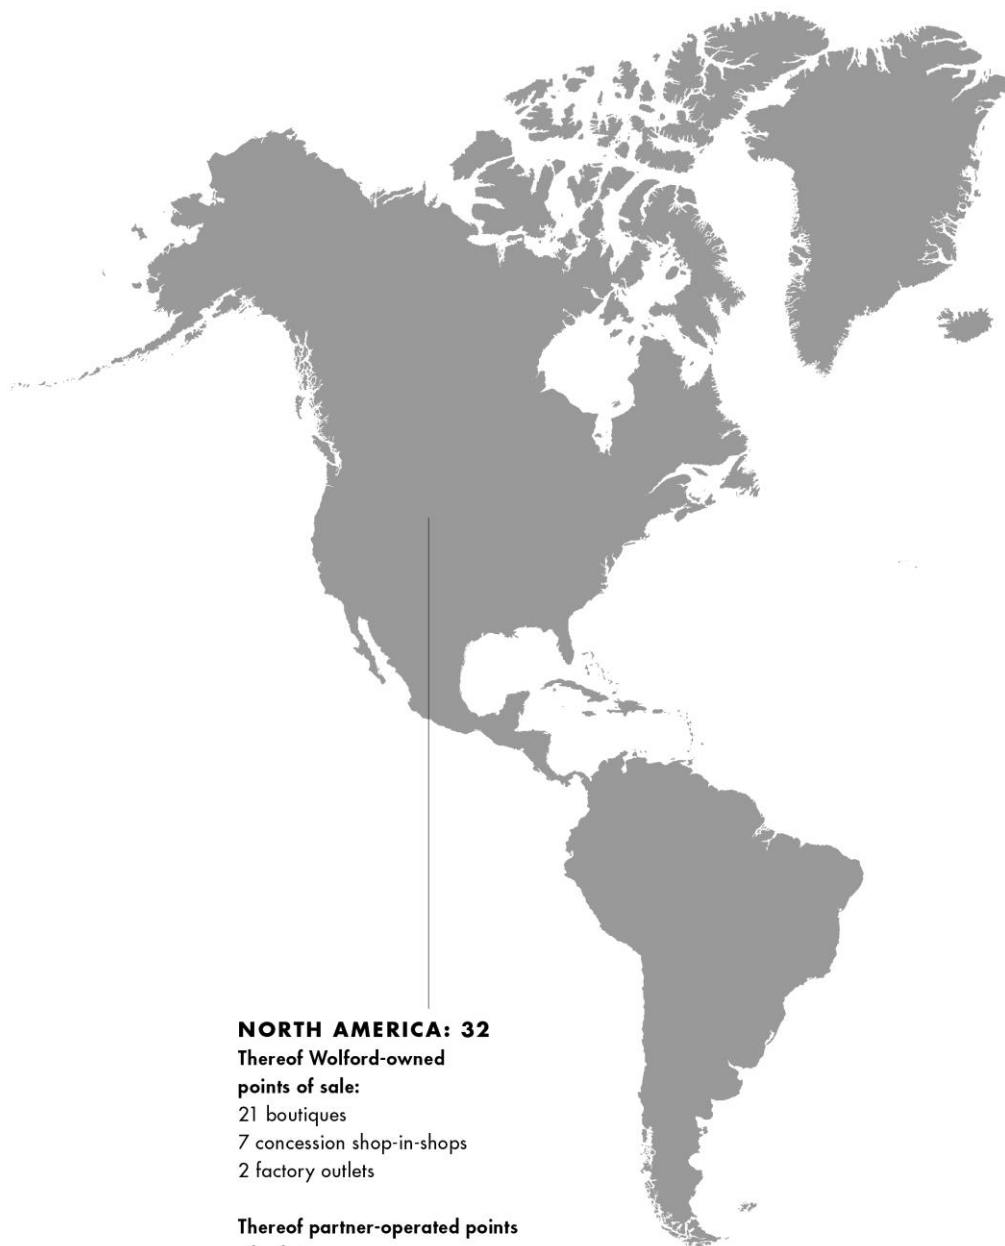 NORTH AMERICA: 32
Thereof Wolford-owned
points of sale:
21 boutiques
7 concession shop-in-shops
2 factory outlets
Thereof partner-operated points